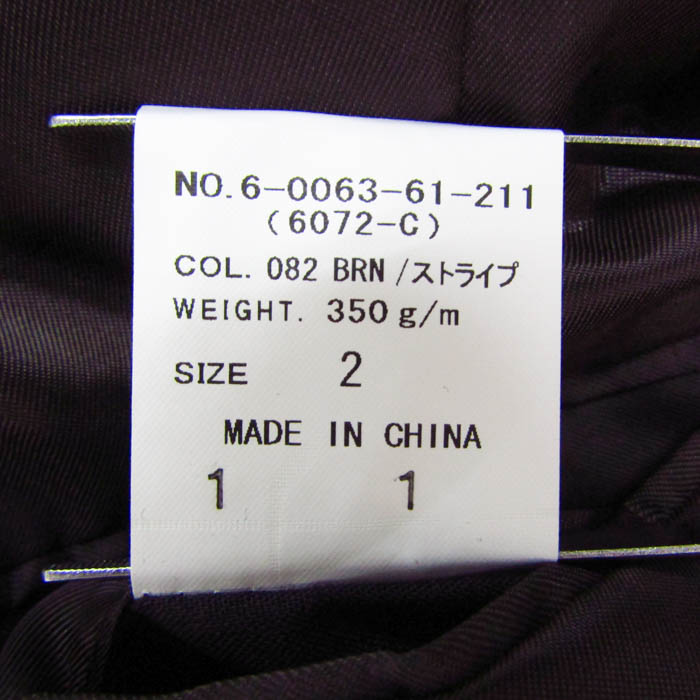 NO.6-0063-61-211
(6072-C)
COL. 082 BRN /ストライプ
WEIGHT. 350 g/m
SIZE 2
MADE IN CHINA
1 1